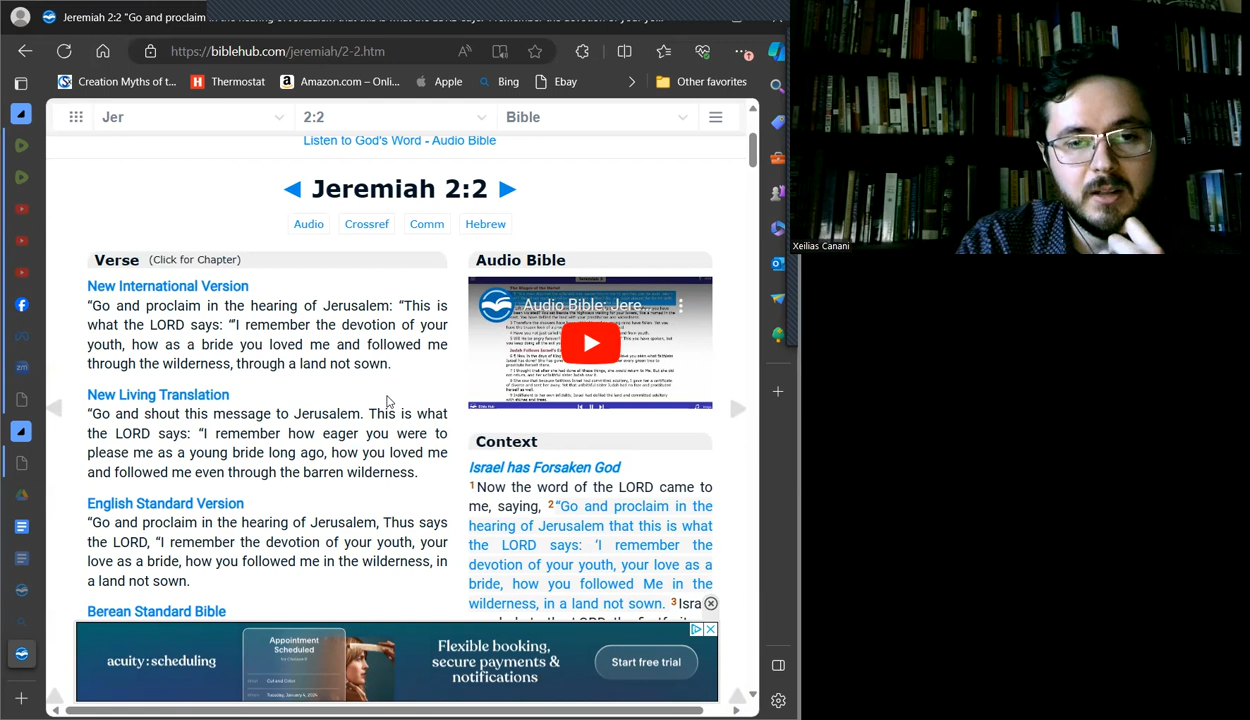 Jeremiah 2:2 "Go and proclaim
https://biblehub.com/jeremiah/2-2.htm
Creation Myths of t... Thermostat Amazon.com – Onli... Apple Bing Ebay Other favorites
Jer 2:2 Bible
Listen to God's Word - Audio Bible
Jeremiah 2:2
Audio Crossref Comm Hebrew
Verse (Click for Chapter)
New International Version
“Go and proclaim in the hearing of Jerusalem: “This is
what the LORD says: “‘I remember the devotion of your
youth, how as a bride you loved me and followed me
through the wilderness, through a land not sown.
New Living Translation
“Go and shout this message to Jerusalem. This is what
the LORD says: “I remember how eager you were to
please me as a young bride long ago, how you loved me
and followed me even through the barren wilderness.
English Standard Version
“Go and proclaim in the hearing of Jerusalem, Thus says
the LORD, “I remember the devotion of your youth, your
love as a bride, how you followed me in the wilderness, in
a land not sown.
Berean Standard Bible
Audio Bible
Audio Bible: Jere...
Context
Israel has Forsaken God
1Now the word of the LORD came to
me, saying, 2“Go and proclaim in the
hearing of Jerusalem that this is what
the LORD says: ‘I remember the
devotion of your youth, your love as a
bride, how you followed Me in the
wilderness, in a land not sown. 3Isra
acuity:scheduling
Appointment
Scheduled
Flexible booking,
secure payments &
notifications
Start free trial
Xeilias Canani